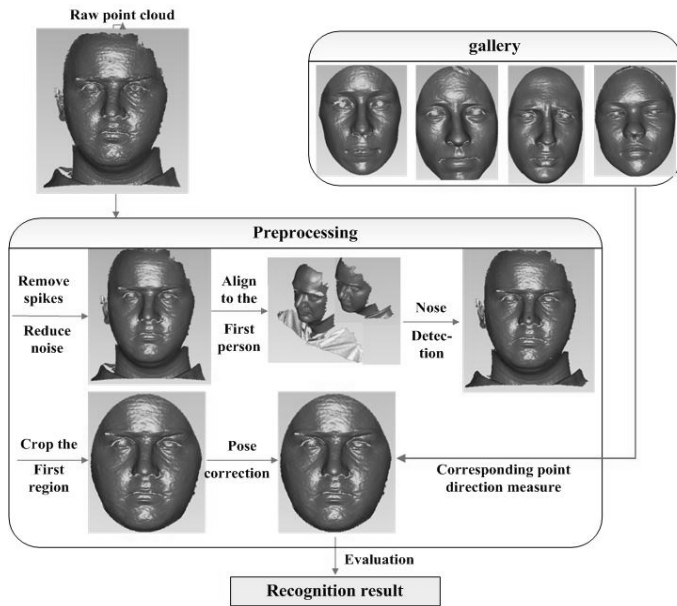 Raw point cloud
gallery
Preprocessing
Remove
spikes
Reduce
noise
Align
to the
First
person
Nose
Detec-
tion
Crop the
First
region
Pose
correction
Corresponding point
direction measure
Evaluation
Recognition result